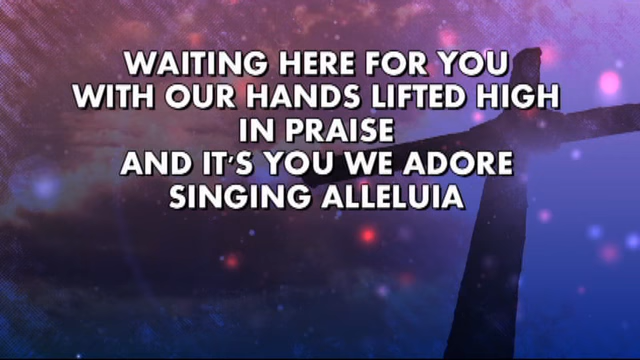 WAITING HERE FOR YOU
WITH OUR HANDS LIFTED HIGH
IN PRAISE
AND IT'S YOU WE ADORE
SINGING ALLELUIA